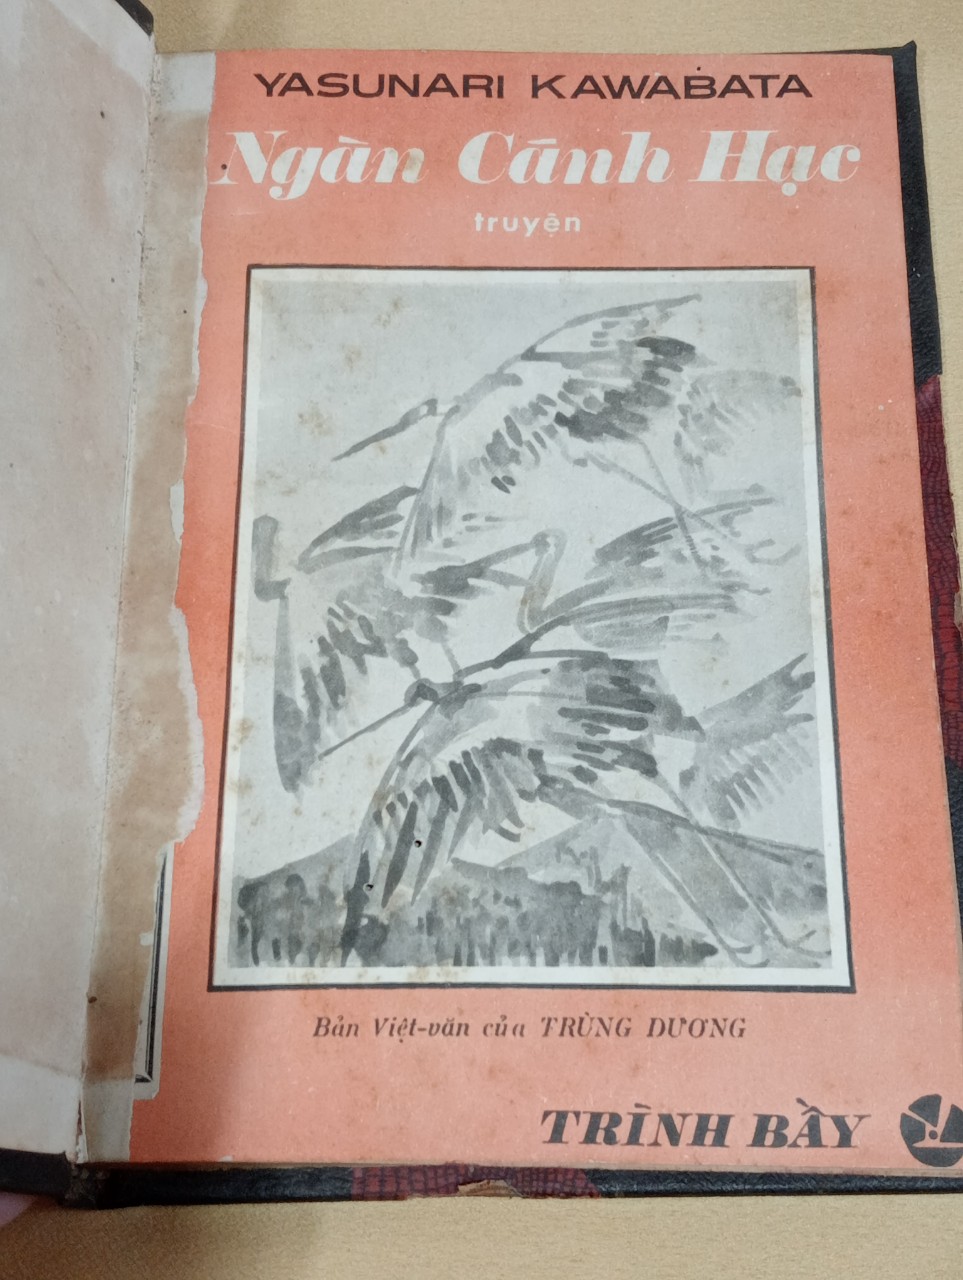 YASUNARI KAWABATA
Ngàn Cánh Hạc
truyện
Bản Việt-văn của TRÙNG DƯƠNG
TRÌNH BẦY